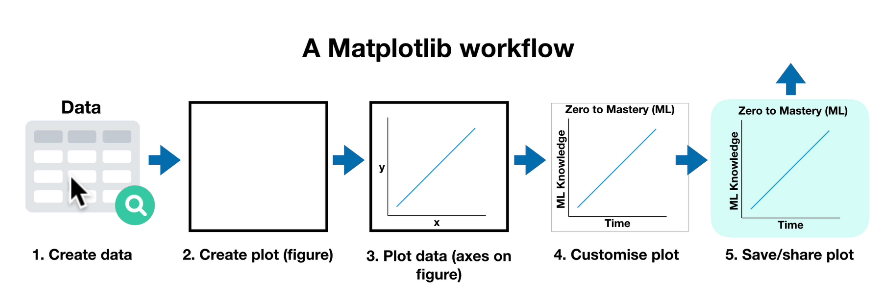 A Matplotlib workflow
Data
1. Create data
2. Create plot (figure)
y
x
3. Plot data (axes on
figure)
Zero to Mastery (ML)
ML Knowledge
Time
4. Customise plot
Zero to Mastery (ML)
ML Knowledge
Time
5. Save/share plot